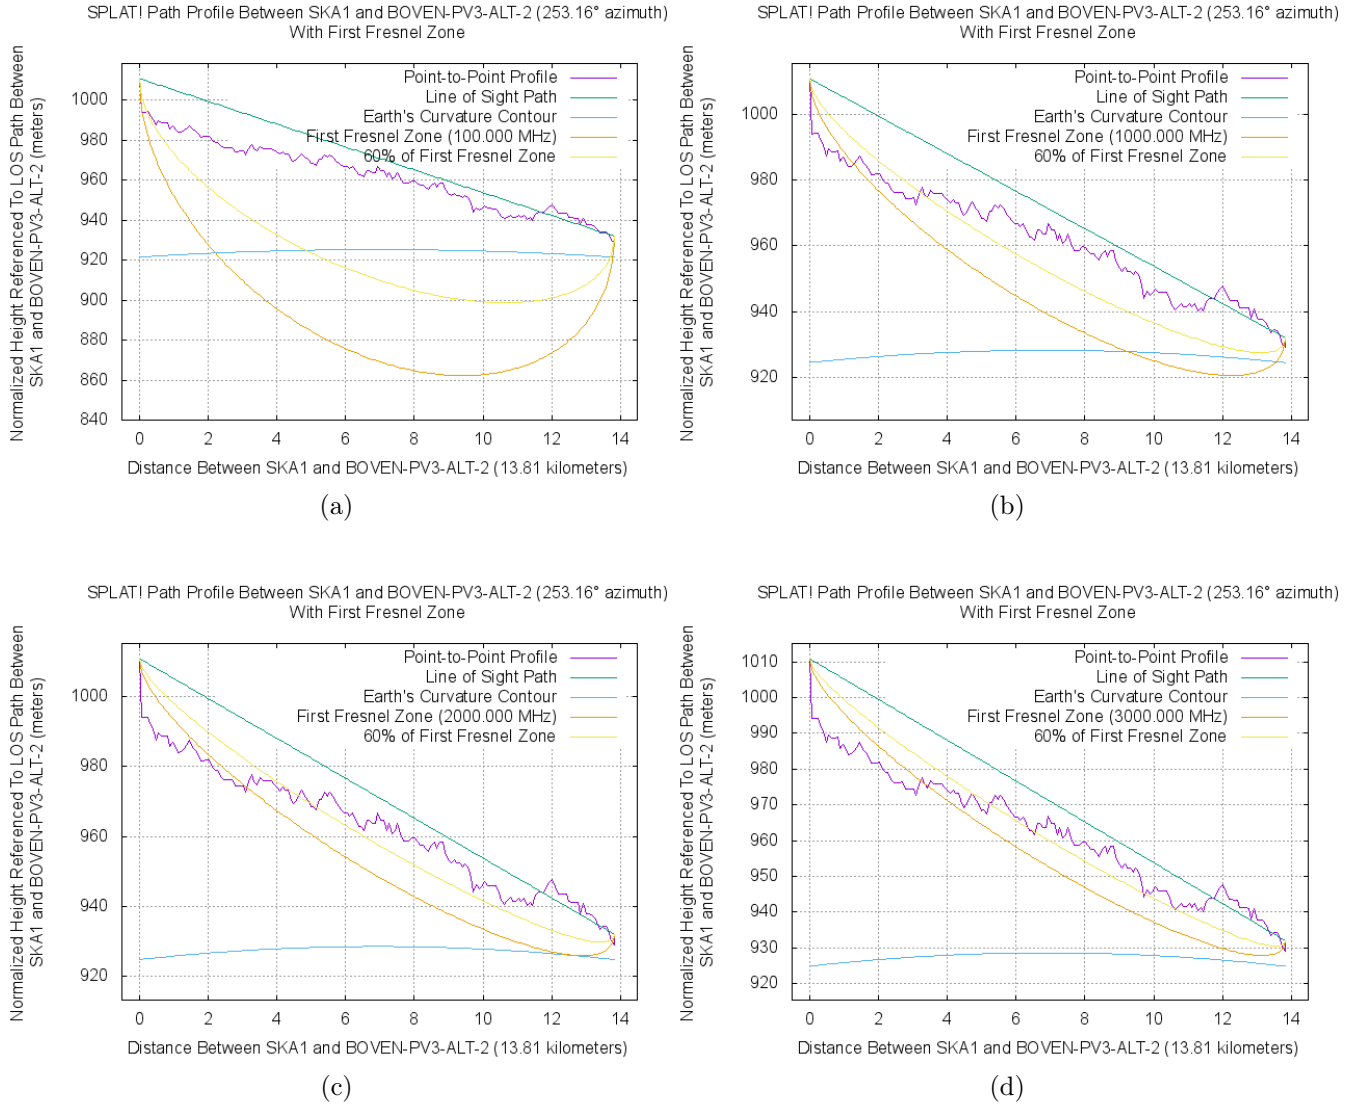 SPLAT! Path Profile Between SKA1 and BOVEN-PV3-ALT-2 (253.16° azimuth)
With First Fresnel Zone
Normalized Height Referenced To LOS Path Between
SKA1 and BOVEN-PV3-ALT-2 (meters)
Point-to-Point Profile
Line of Sight Path
Earth's Curvature Contour
First Fresnel Zone (100.000 MHz)
60% of First Fresnel Zone
1000
980
960
940
920
900
880
860
840
0 2 4 6 8 10 12 14
Distance Between SKA1 and BOVEN-PV3-ALT-2 (13.81 kilometers)
(a)
SPLAT! Path Profile Between SKA1 and BOVEN-PV3-ALT-2 (253.16° azimuth)
With First Fresnel Zone
Normalized Height Referenced To LOS Path Between
SKA1 and BOVEN-PV3-ALT-2 (meters)
Point-to-Point Profile
Line of Sight Path
Earth's Curvature Contour
First Fresnel Zone (1000.000 MHz)
60% of First Fresnel Zone
1000
980
960
940
920
0 2 4 6 8 10 12 14
Distance Between SKA1 and BOVEN-PV3-ALT-2 (13.81 kilometers)
(b)
SPLAT! Path Profile Between SKA1 and BOVEN-PV3-ALT-2 (253.16° azimuth)
With First Fresnel Zone
Normalized Height Referenced To LOS Path Between
SKA1 and BOVEN-PV3-ALT-2 (meters)
Point-to-Point Profile
Line of Sight Path
Earth's Curvature Contour
First Fresnel Zone (2000.000 MHz)
60% of First Fresnel Zone
1000
980
960
940
920
0 2 4 6 8 10 12 14
Distance Between SKA1 and BOVEN-PV3-ALT-2 (13.81 kilometers)
(c)
SPLAT! Path Profile Between SKA1 and BOVEN-PV3-ALT-2 (253.16° azimuth)
With First Fresnel Zone
Normalized Height Referenced To LOS Path Between
SKA1 and BOVEN-PV3-ALT-2 (meters)
Point-to-Point Profile
Line of Sight Path
Earth's Curvature Contour
First Fresnel Zone (3000.000 MHz)
60% of First Fresnel Zone
1010
1000
990
980
970
960
950
940
930
920
0 2 4 6 8 10 12 14
Distance Between SKA1 and BOVEN-PV3-ALT-2 (13.81 kilometers)
(d)